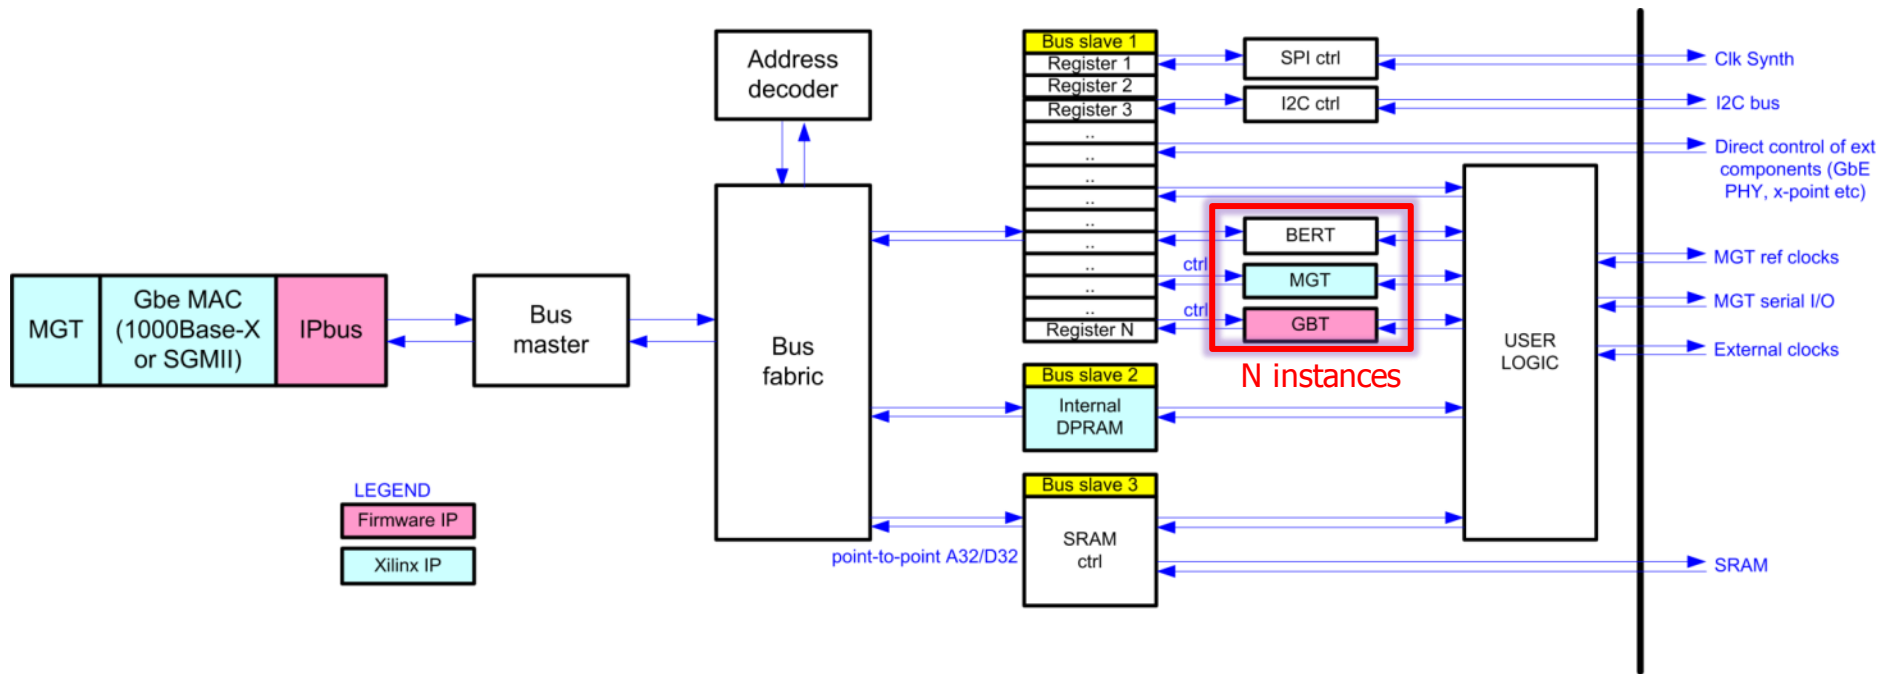 Address
decoder
MGT
Gbe MAC
(1000Base-X
or SGMII)
IPbus
Bus
master
Bus
fabric
Bus slave 1
Register 1
Register 2
Register 3
..
..
..
..
..
..
..
..
..
Register N
SPI ctrl
I2C ctrl
BERT
ctrl
MGT
ctrl
GBT
N instances
Bus slave 2
Internal
DPRAM
Bus slave 3
SRAM
ctrl
point-to-point A32/D32
USER
LOGIC
Clk Synth
I2C bus
Direct control of ext
components (GbE
PHY, x-point etc)
MGT ref clocks
MGT serial I/O
External clocks
SRAM
LEGEND
Firmware IP
Xilinx IP